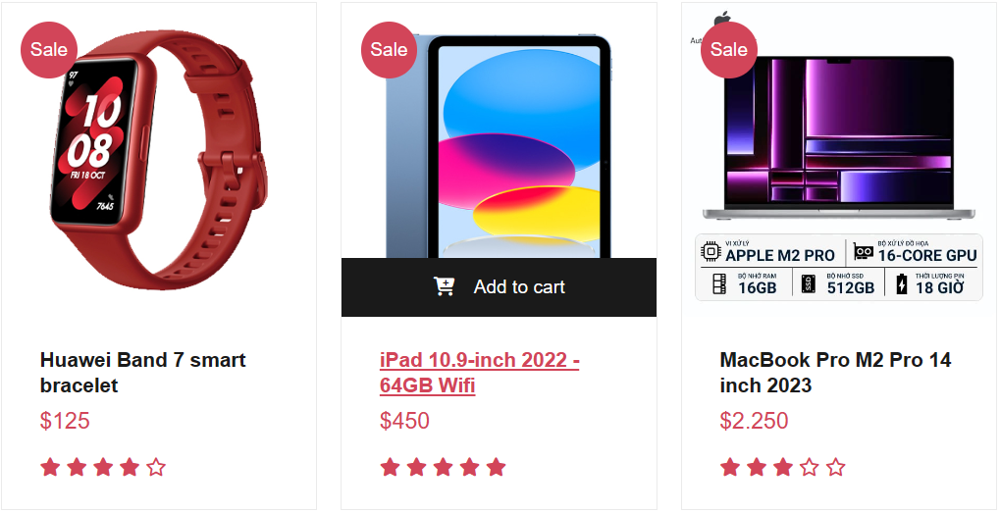 Sale
97
10
08
FRI 18 OCT
7645
Huawei Band 7 smart
bracelet
$125
Sale
Add to cart
iPad 10.9-inch 2022 -
64GB Wifi
$450
Sale
VI XỬ LÝ
APPLE M2 PRO
BỘ XỬ LÝ ĐỒ HỌA
16-CORE GPU
BỘ NHỚ RAM
16GB
SSD
BỘ NHỚ SSD
512GB
THỜI LƯỢNG PIN
18 GIỜ
MacBook Pro M2 Pro 14
inch 2023
$2.250